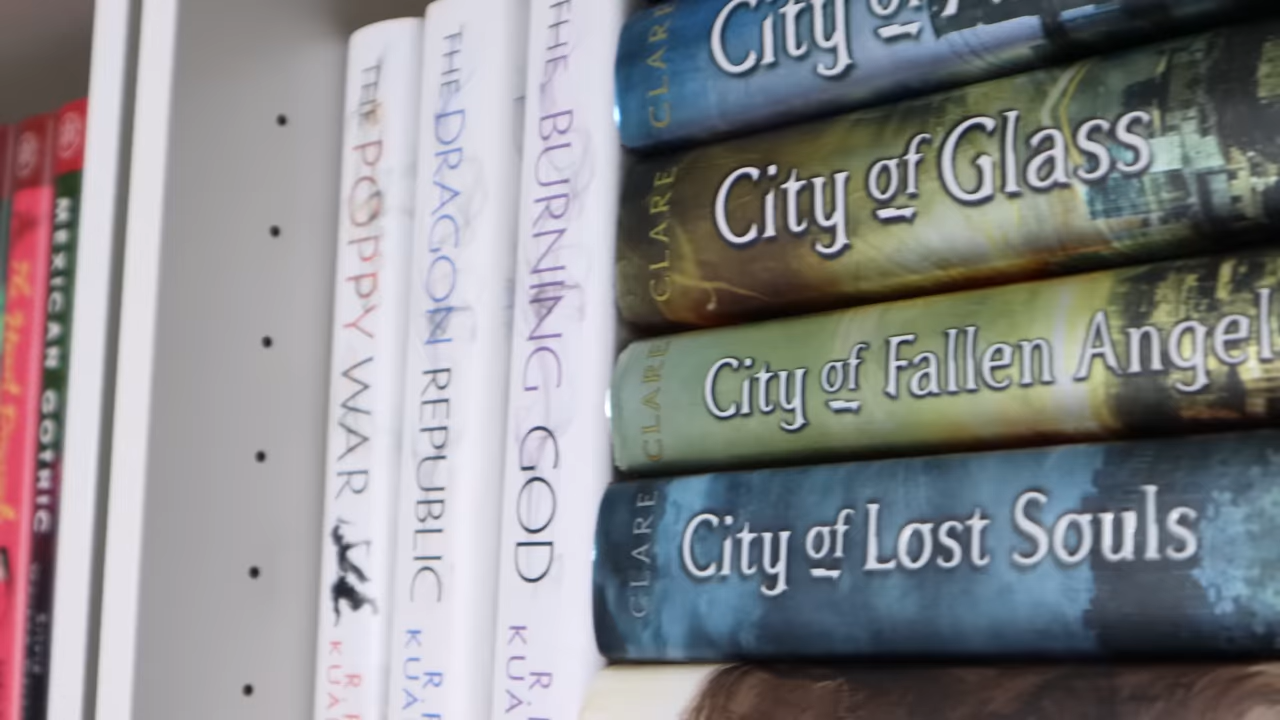 MEXICAN GOTHIC
THE POPPY WAR
R.
KUA
THE DRAGON REPUBLIC
R.
KUA
THE BURNING GOD
R.
KUA
CLARE
City of
CLARE
City of Glass
CLARE
City of Fallen Angel
CLARE
City of Lost Souls